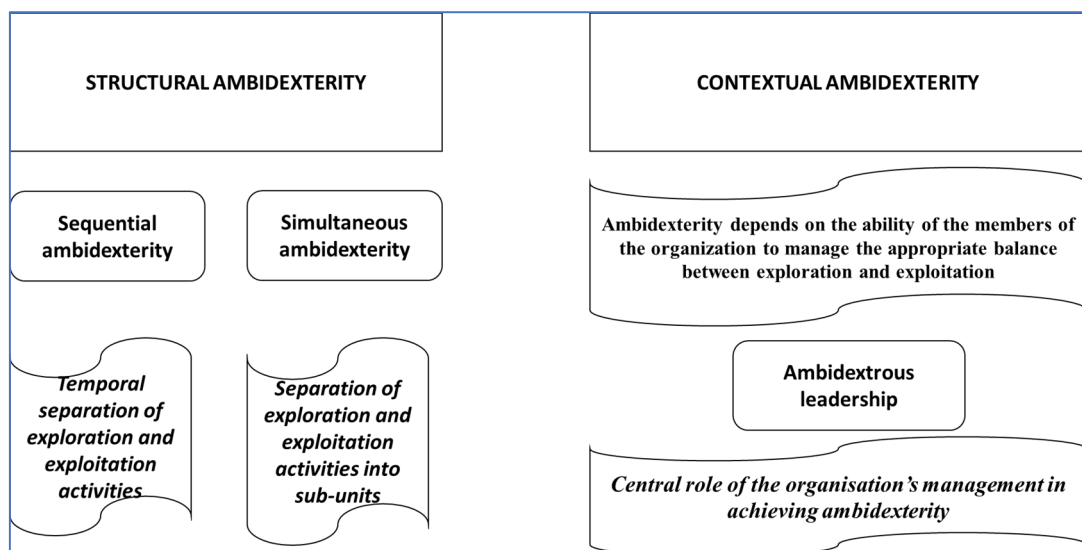 STRUCTURAL AMBIDEXTERITY
Sequential
ambidexterity
Simultaneous
ambidexterity
Temporal
separation of
exploration and
exploitation
activities
Separation of
exploration and
exploitation
activities into
sub-units
CONTEXTUAL AMBIDEXTERITY
Ambidexterity depends on the ability of the members of
the organization to manage the appropriate balance
between exploration and exploitation
Ambidextrous
leadership
Central role of the organisation's management in
achieving ambidexterity